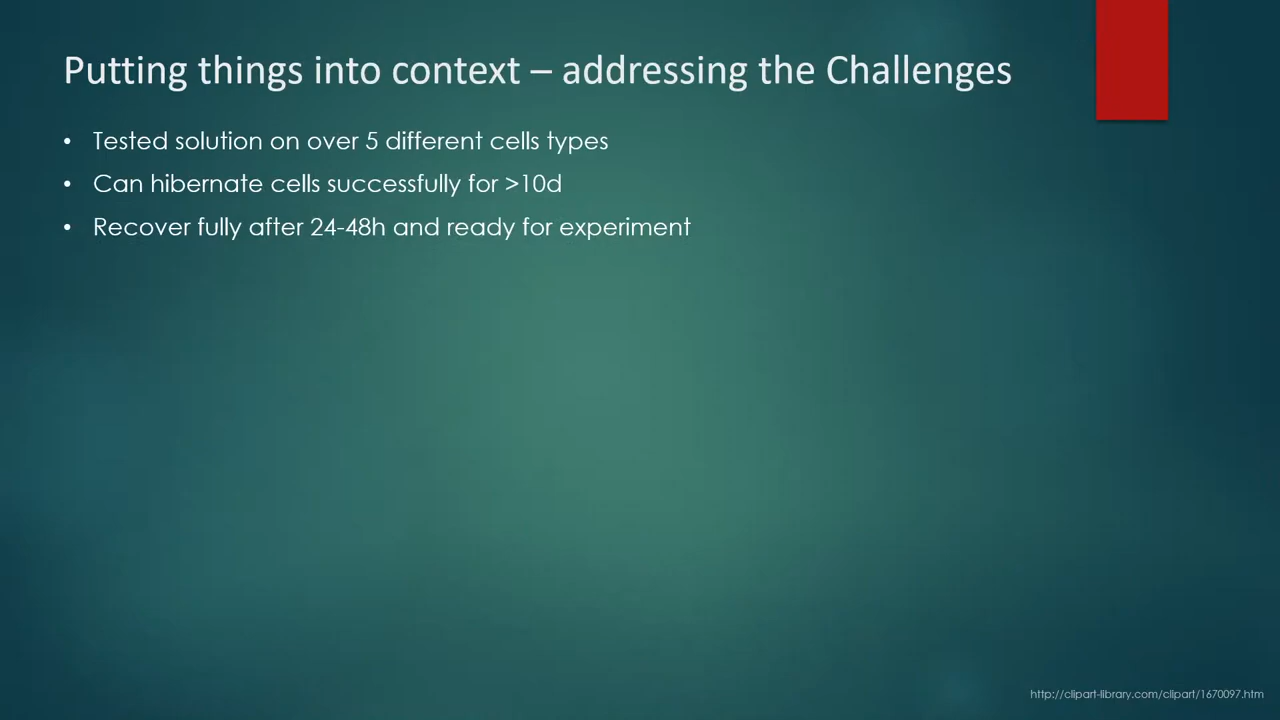 Putting things into context – addressing the Challenges
• Tested solution on over 5 different cells types
• Can hibernate cells successfully for >10d
• Recover fully after 24-48h and ready for experiment
http://clipart-library.com/clipart/1670097.htm